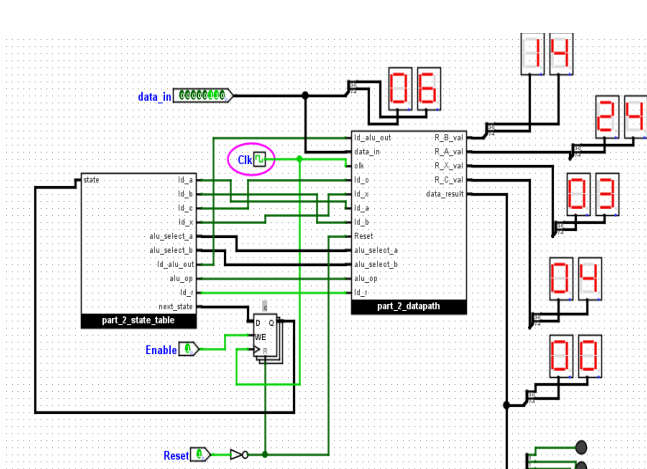 14
06
data_in
24
ld_alu_out R_B_val
data_in R_A_val
clk R_X_val
ld_c R_C_val
ld_x data_result
ld_a
ld_b
Reset
alu_select_a
alu_select_b
alu_op
ld_r
part_2_datapath
Clk
03
state ld_a
ld_b
ld_c
ld_x
alu_select_a
alu_select_b
ld_alu_out
alu_op
ld_r
next_state
part_2_state_table
04
D Q
WE
R
Enable
00
Reset